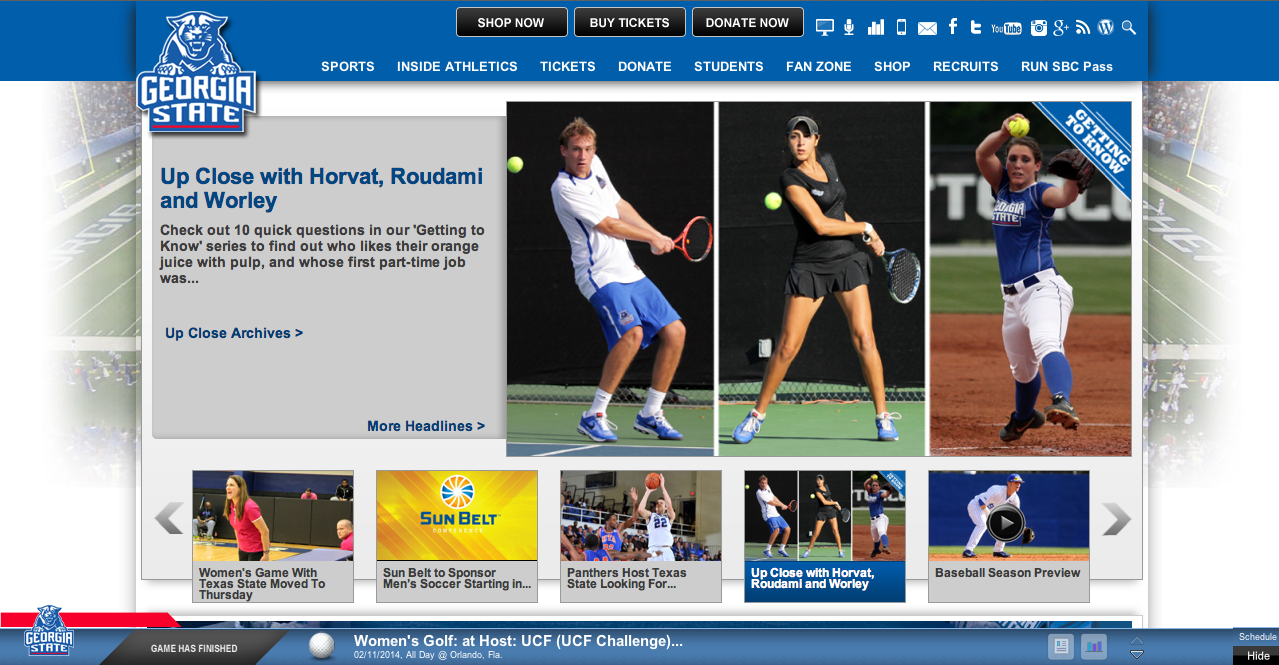 SHOP NOW
BUY TICKETS
DONATE NOW
You Tube
SPORTS
INSIDE ATHLETICS
TICKETS
DONATE
STUDENTS
FAN ZONE
SHOP
RECRUITS
RUN SBC Pass
GEORGIA
STATE
Up Close with Horvat, Roudami
and Worley
Check out 10 quick questions in our 'Getting to
Know' series to find out who likes their orange
juice with pulp, and whose first part-time job
was...
Up Close Archives >
More Headlines >
GETTING
TO KNOW
GEORGIA
STATE
Women's Game With
Texas State Moved To
Thursday
SUN BELT
CONFERENCE
Sun Belt to Sponsor
Men's Soccer Starting in...
22
Panthers Host Texas
State Looking For...
Up Close with Horvat,
Roudami and Worley
Baseball Season Preview
GEORGIA
STATE
GAME HAS FINISHED
Women's Golf: at Host: UCF (UCF Challenge)...
02/11/2014, All Day @ Orlando, Fla.
Schedule
Hide